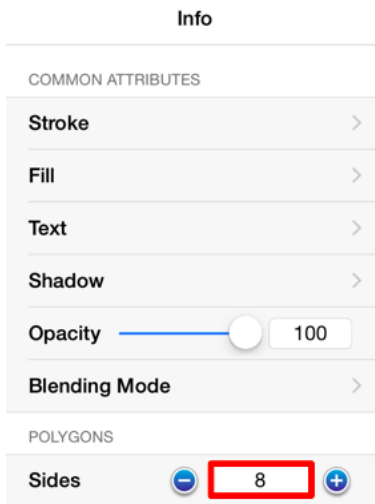 Info
COMMON ATTRIBUTES
Stroke
Fill
Text
Shadow
Opacity 100
Blending Mode
POLYGONS
Sides 8